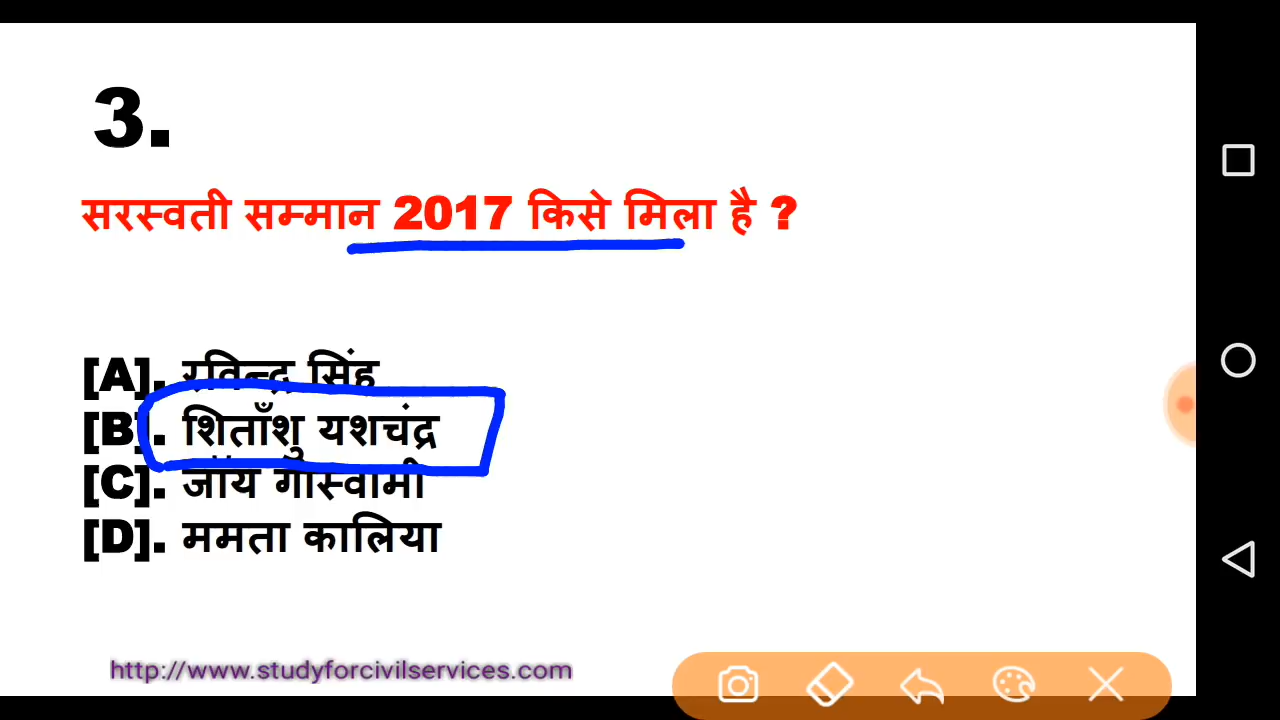 3.
सरस्वती सम्मान 2017 किसे मिला है ?
[A]. रविन्द्र सिंह
[B]. शिताँशु यशचंद्र
[C]. जॉय गोस्वामी
[D]. ममता कालिया
http://www.studyforcivilservices.com